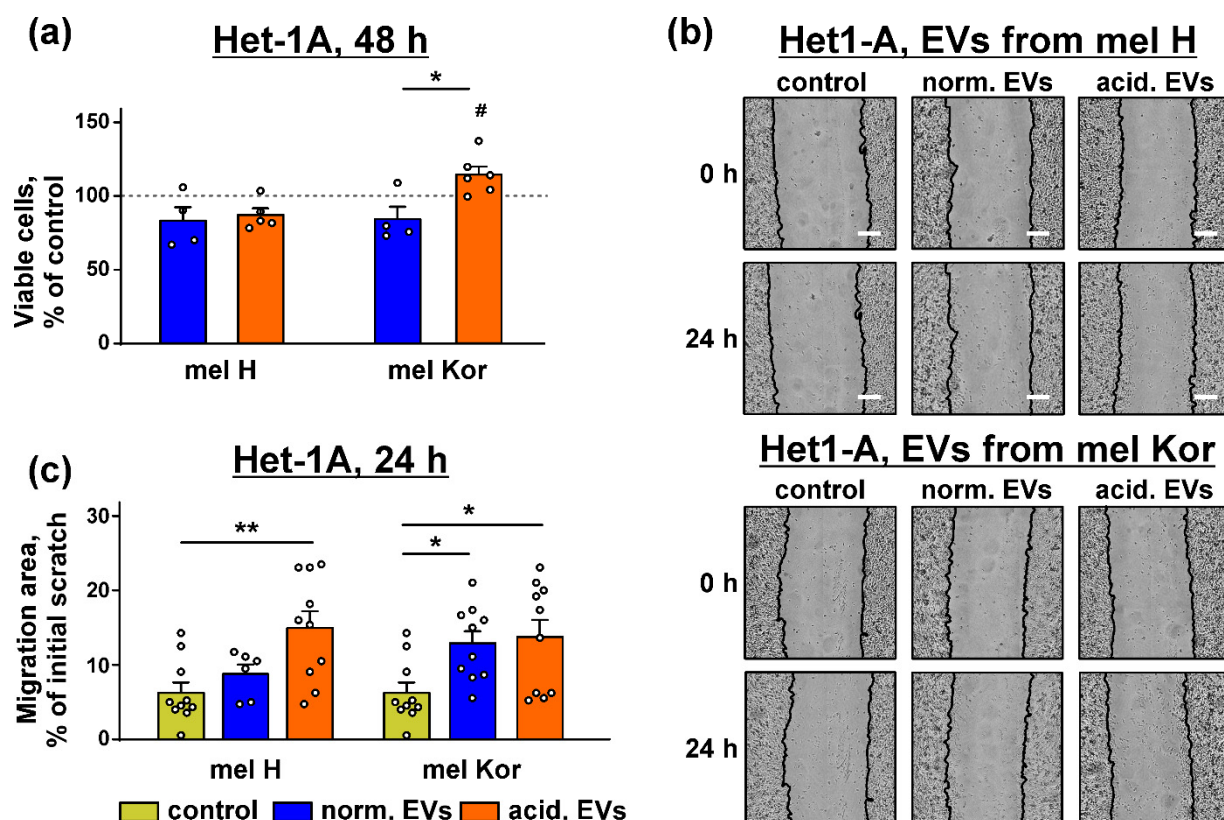 (a)
Het-1A, 48 h
Viable cells,
% of control
150
100
50
0
*
#
mel H
mel Kor
(b)
Het1-A, EVs from mel H
control
norm. EVs
acid. EVs
0 h
24 h
Het1-A, EVs from mel Kor
control
norm. EVs
acid. EVs
0 h
24 h
(c)
Het-1A, 24 h
Migration area,
% of initial scratch
30
20
10
0
**
*
*
mel H
mel Kor
control
norm. EVs
acid. EVs